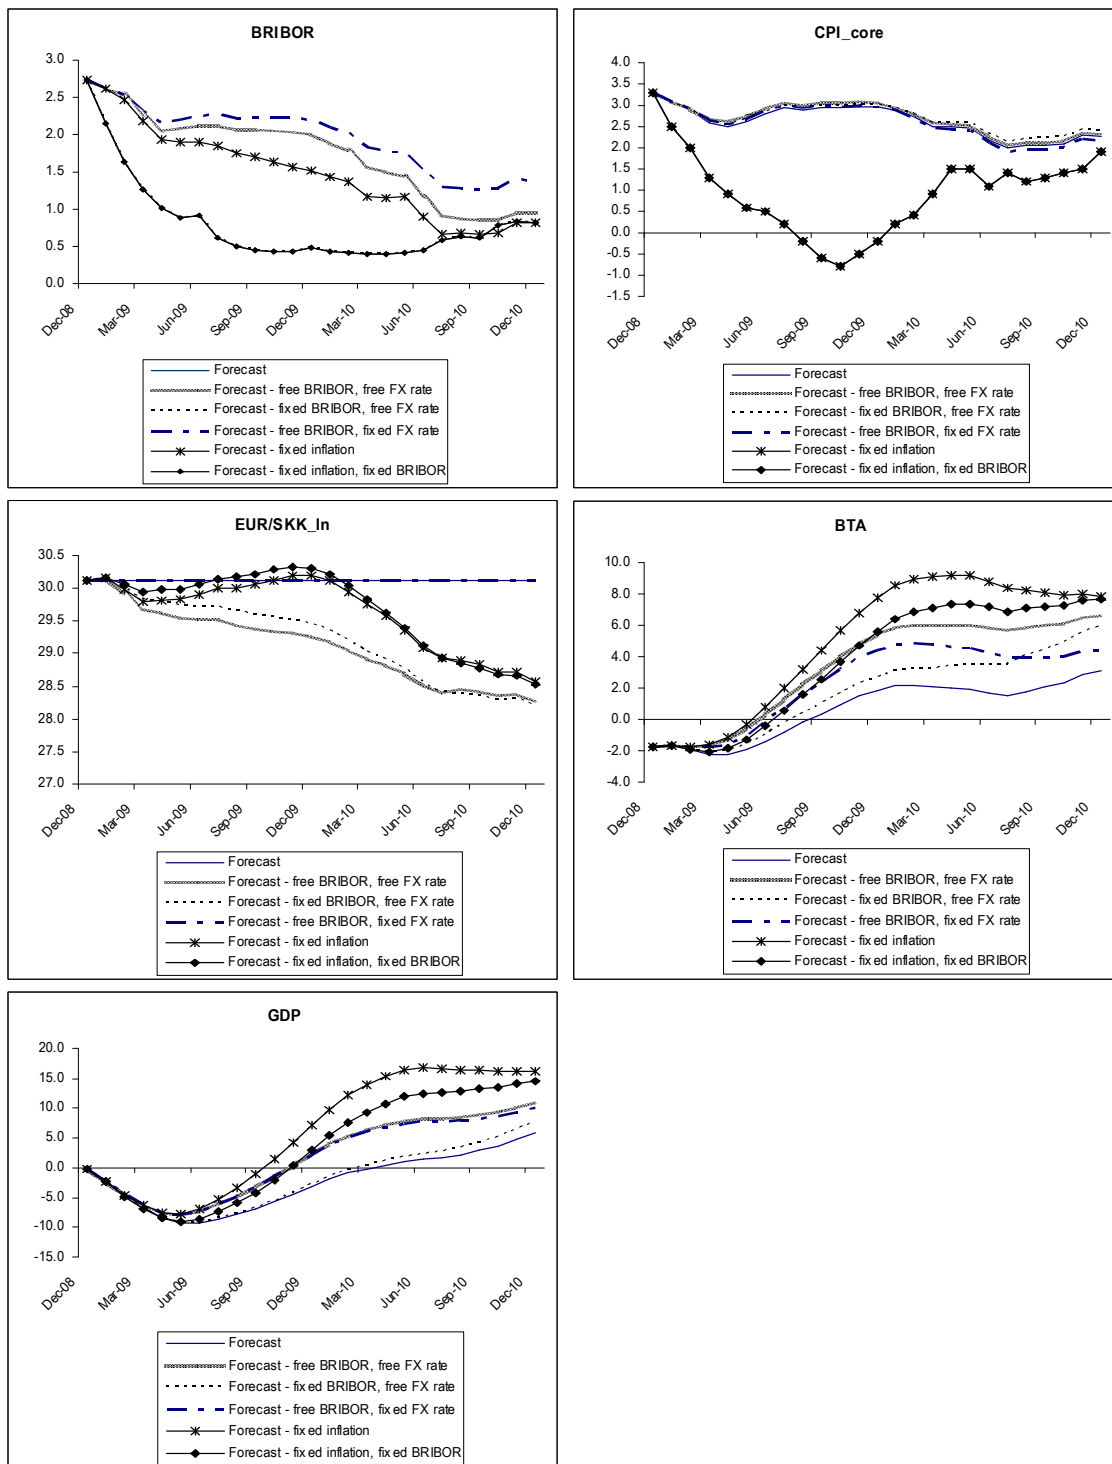 BRIBOR
3.0
2.5
2.0
1.5
1.0
0.5
0.0
Dec-08
Mar-09
Jun-09
Sep-09
Dec-09
Mar-10
Jun-10
Sep-10
Dec-10
Forecast
Forecast - free BRIBOR, free FX rate
Forecast - fixed BRIBOR, free FX rate
Forecast - free BRIBOR, fixed FX rate
Forecast - fixed inflation
Forecast - fixed inflation, fixed BRIBOR
CPI_core
4.0
3.5
3.0
2.5
2.0
1.5
1.0
0.5
0.0
-0.5
-1.0
-1.5
Dec-08
Mar-09
Jun-09
Sep-09
Dec-09
Mar-10
Jun-10
Sep-10
Dec-10
Forecast
Forecast - free BRIBOR, free FX rate
Forecast - fixed BRIBOR, free FX rate
Forecast - free BRIBOR, fixed FX rate
Forecast - fixed inflation
Forecast - fixed inflation, fixed BRIBOR
EUR/SKK_ln
30.5
30.0
29.5
29.0
28.5
28.0
27.5
27.0
Dec-08
Mar-09
Jun-09
Sep-09
Dec-09
Mar-10
Jun-10
Sep-10
Dec-10
Forecast
Forecast - free BRIBOR, free FX rate
Forecast - fixed BRIBOR, free FX rate
Forecast - free BRIBOR, fixed FX rate
Forecast - fixed inflation
Forecast - fixed inflation, fixed BRIBOR
BTA
10.0
8.0
6.0
4.0
2.0
0.0
-2.0
-4.0
Dec-08
Mar-09
Jun-09
Sep-09
Dec-09
Mar-10
Jun-10
Sep-10
Dec-10
Forecast
Forecast - free BRIBOR, free FX rate
Forecast - fixed BRIBOR, free FX rate
Forecast - free BRIBOR, fixed FX rate
Forecast - fixed inflation
Forecast - fixed inflation, fixed BRIBOR
GDP
20.0
15.0
10.0
5.0
0.0
-5.0
-10.0
-15.0
Dec-08
Mar-09
Jun-09
Sep-09
Dec-09
Mar-10
Jun-10
Sep-10
Dec-10
Forecast
Forecast - free BRIBOR, free FX rate
Forecast - fixed BRIBOR, free FX rate
Forecast - free BRIBOR, fixed FX rate
Forecast - fixed inflation
Forecast - fixed inflation, fixed BRIBOR